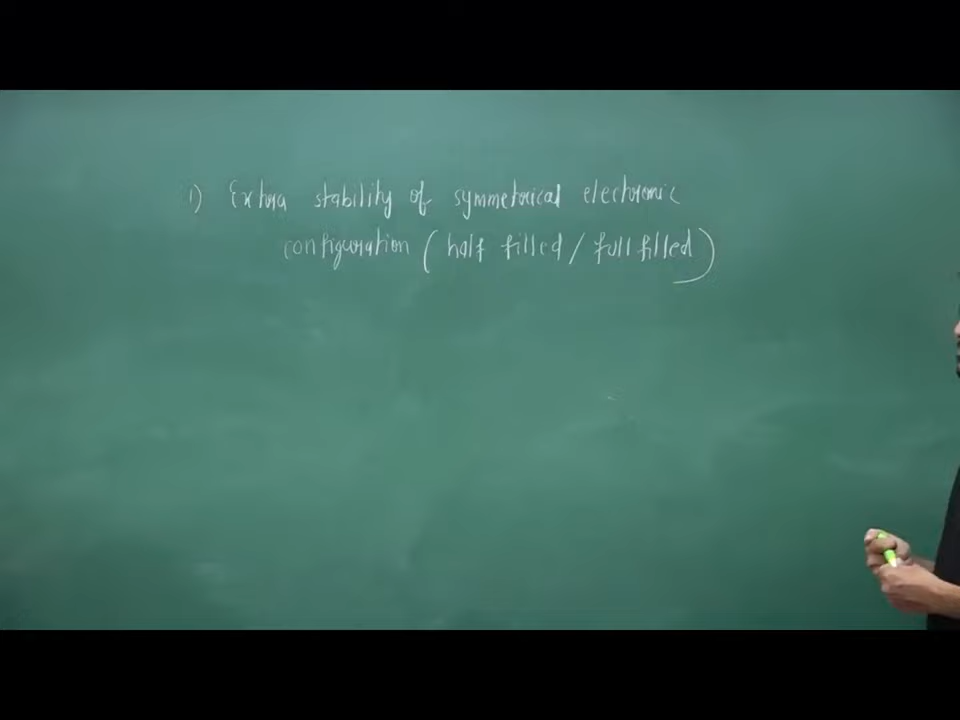 1) Extra stability of symmetrical electronic
configuration (half filled / full filled)